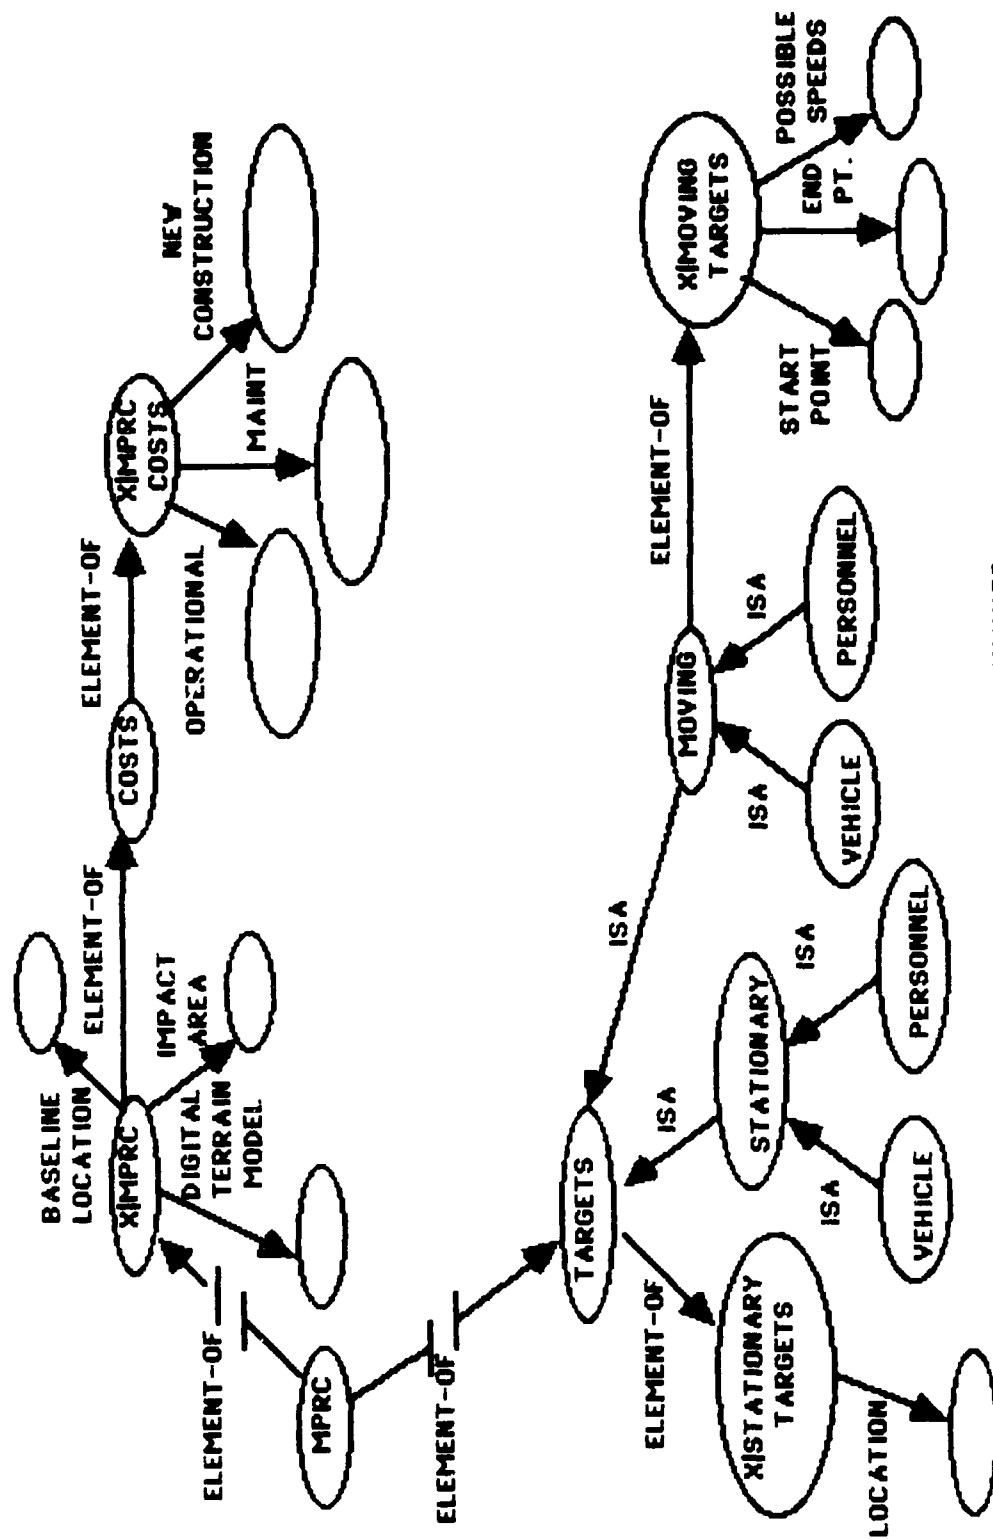 BASELINE
LOCATION
X|MPRC
ELEMENT-OF
DIGITAL
TERRAIN
MODEL
IMPACT
AREA
ELEMENT-OF
COSTS
ELEMENT-OF
X|MPRC
COSTS
OPERATIONAL
MAINT
NEW
CONSTRUCTION
MPRC
ELEMENT-OF
TARGETS
ISA
ISA
ELEMENT-OF
X|STATIONARY
TARGETS
LOCATION
STATIONARY
ISA
ISA
VEHICLE
PERSONNEL
MOVING
ISA
ISA
VEHICLE
PERSONNEL
ELEMENT-OF
X|MOVING
TARGETS
START
POINT
END
PT.
POSSIBLE
SPEEDS